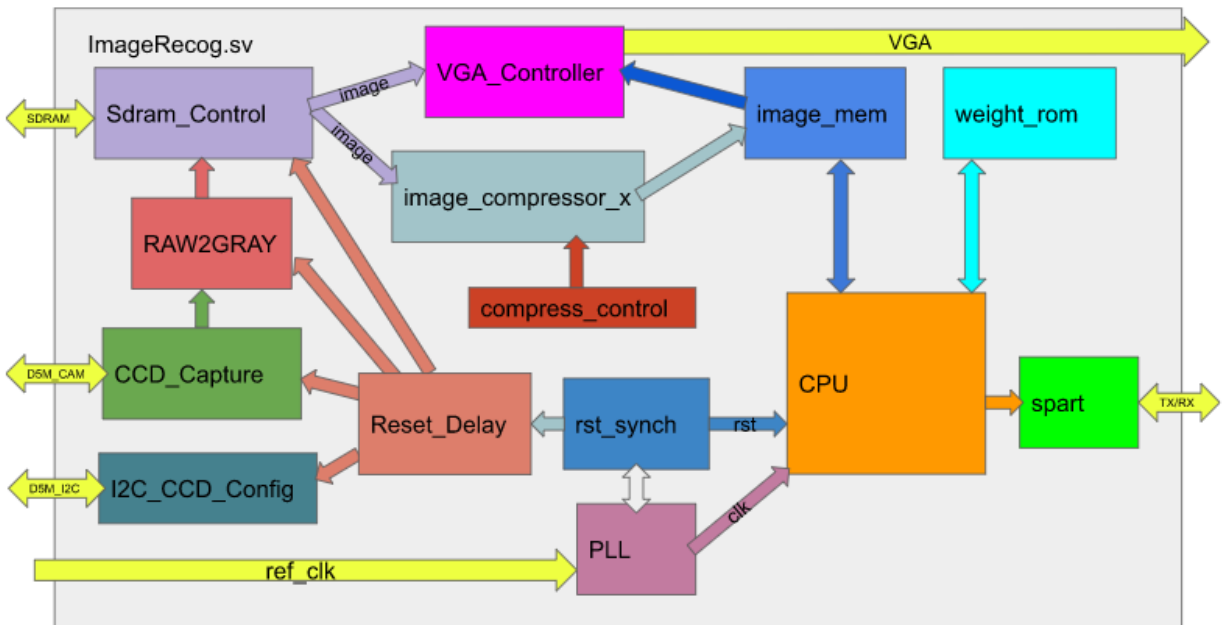 ImageRecog.sv
VGA
VGA_Controller
image
Sdram_Control
image_mem
weight_rom
SDRAM
image
image_compressor_x
RAW2GRAY
compress_control
D5M_CAM
CCD_Capture
CPU
spart
TX/RX
Reset_Delay
rst_synch
rst
D5M_I2C
I2C_CCD_Config
clk
PLL
ref_clk